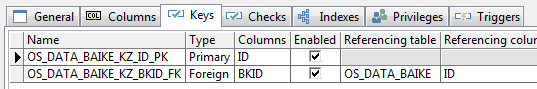 General Columns Keys Checks Indexes Privileges Triggers
Name Type Columns Enabled Referencing table Referencing colum
OS_DATA_BAIKE_KZ_ID_PK Primary ID
OS_DATA_BAIKE_KZ_BKID_FK Foreign BKID OS_DATA_BAIKE ID